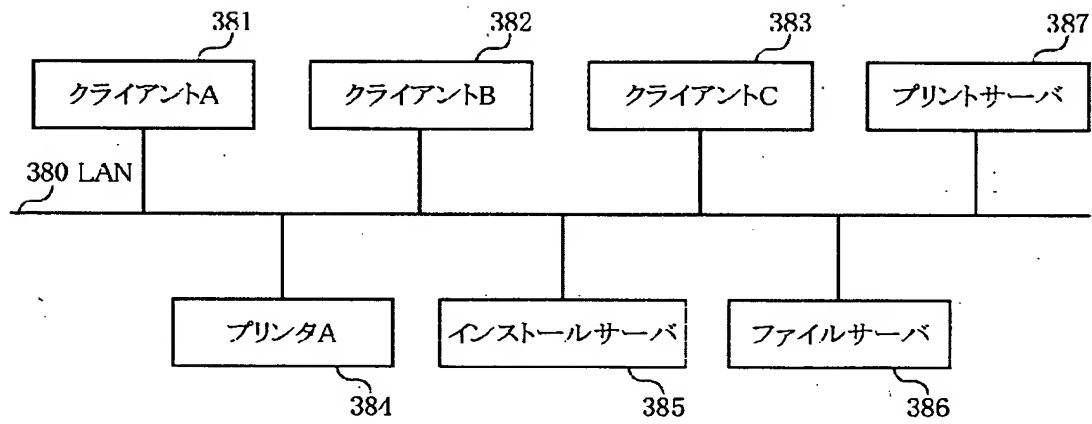 381
382
383
387
クライアントA
クライアントB
クライアントC
プリントサーバ
380 LAN
プリンタA
インストールサーバ
ファイルサーバ
384
385
386